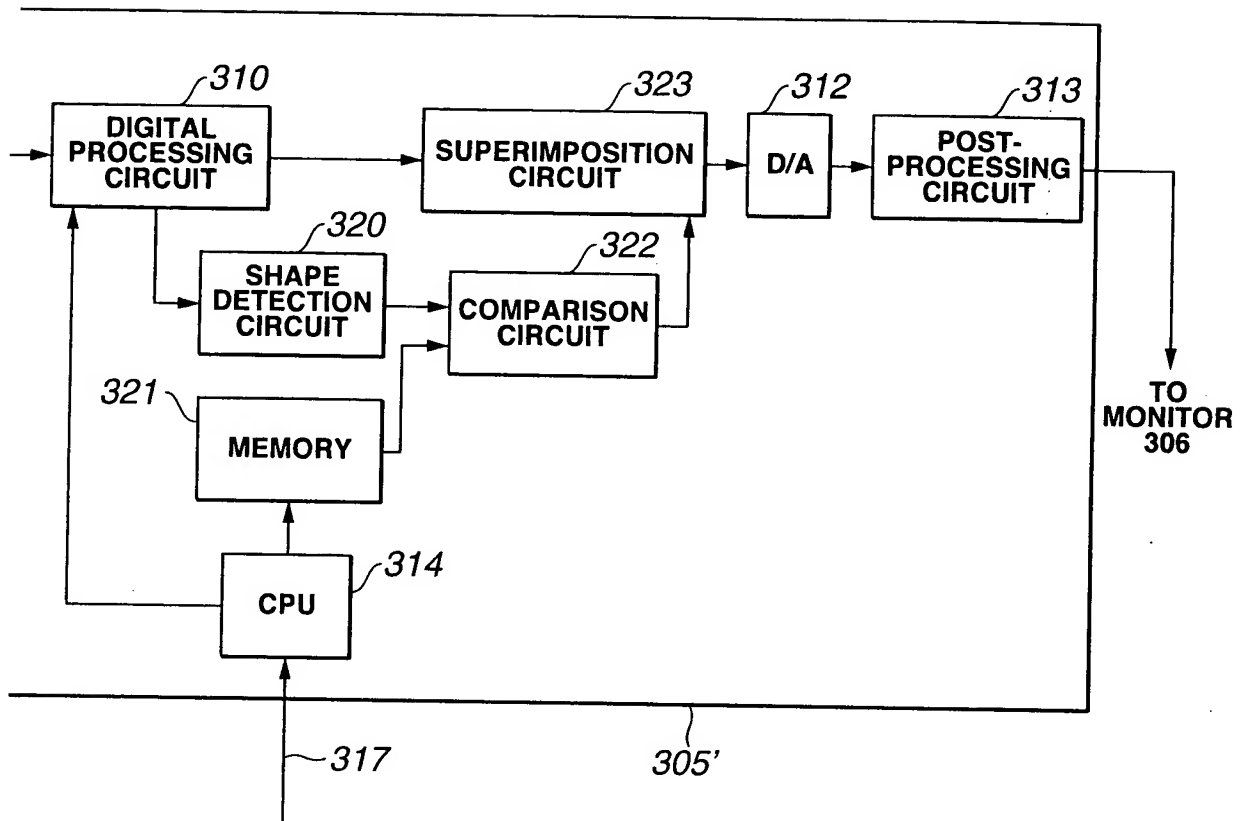 310
DIGITAL
PROCESSING
CIRCUIT
323
SUPERIMPOSITION
CIRCUIT
312
D/A
313
POST-
PROCESSING
CIRCUIT
320
SHAPE
DETECTION
CIRCUIT
322
COMPARISON
CIRCUIT
321
MEMORY
TO
MONITOR
306
314
CPU
317
305'